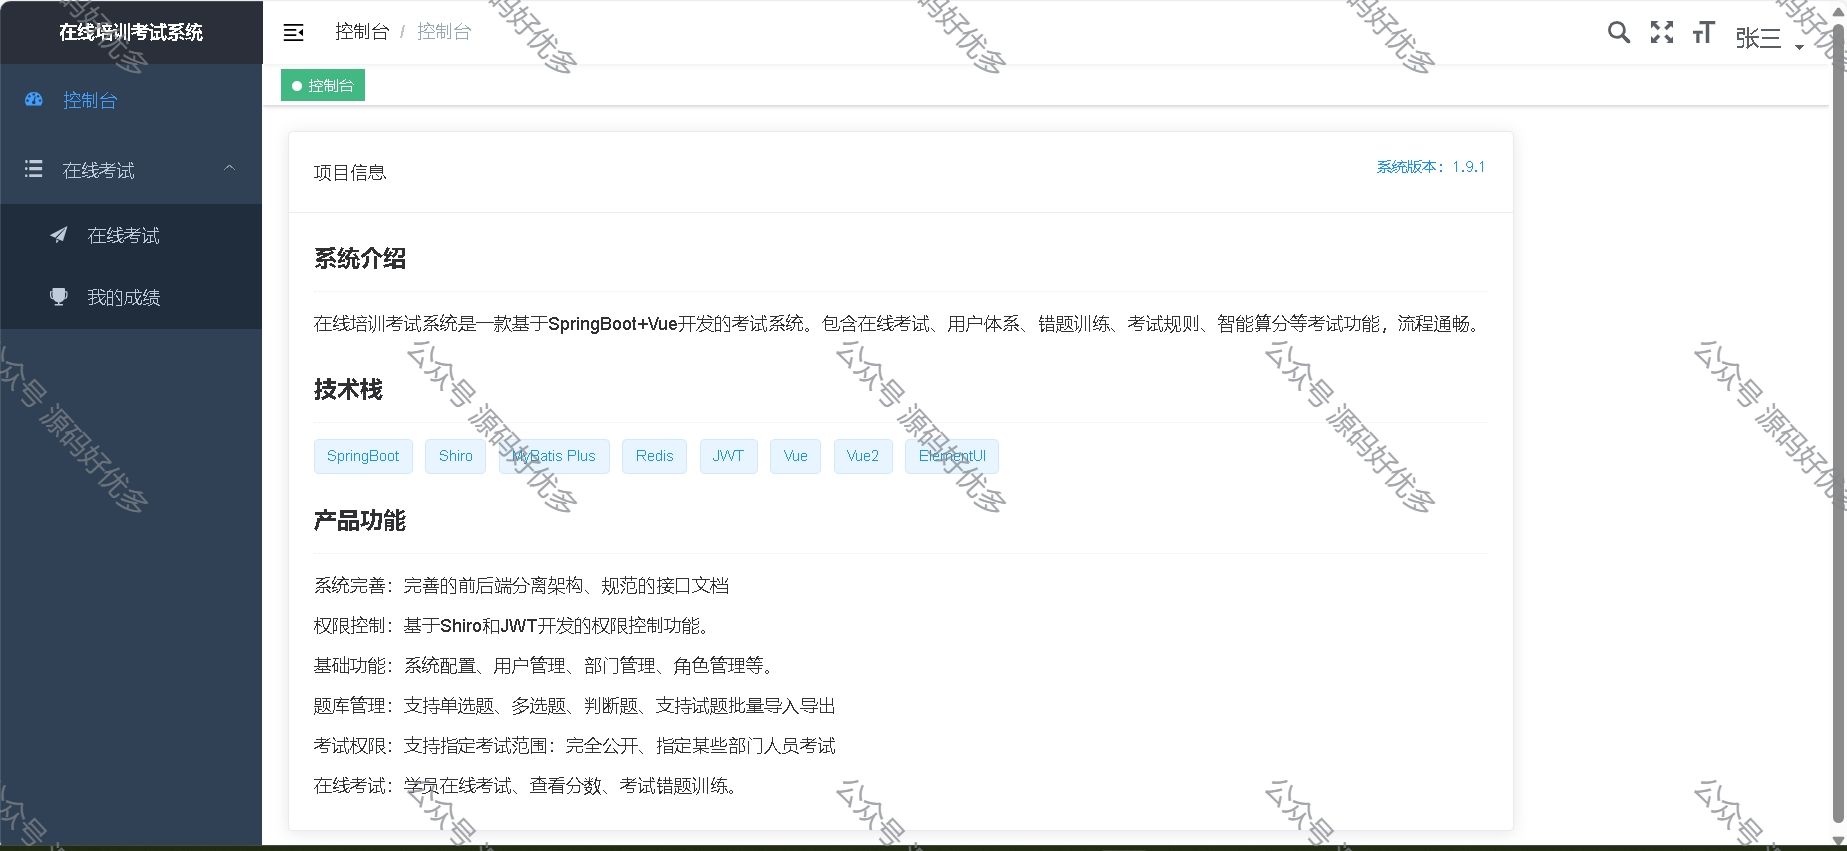 在线培训考试系统
控制台 / 控制台
张三
控制台
控制台
在线考试
在线考试
我的成绩
项目信息
系统版本：1.9.1
系统介绍
在线培训考试系统是一款基于SpringBoot+Vue开发的考试系统。包含在线考试、用户体系、错题训练、考试规则、智能算分等考试功能，流程通畅。
技术栈
SpringBoot Shiro MyBatis Plus Redis JWT Vue Vue2 ElementUI
产品功能
系统完善：完善的前后端分离架构、规范的接口文档
权限控制：基于Shiro和JWT开发的权限控制功能。
基础功能：系统配置、用户管理、部门管理、角色管理等。
题库管理：支持单选题、多选题、判断题、支持试题批量导入导出
考试权限：支持指定考试范围：完全公开、指定某些部门人员考试
在线考试：学员在线考试、查看分数、考试错题训练。
公众号 源码好优多
公众号 源码好优多
公众号 源码好优多
公众号 源码好优多
公众号 源码好优多